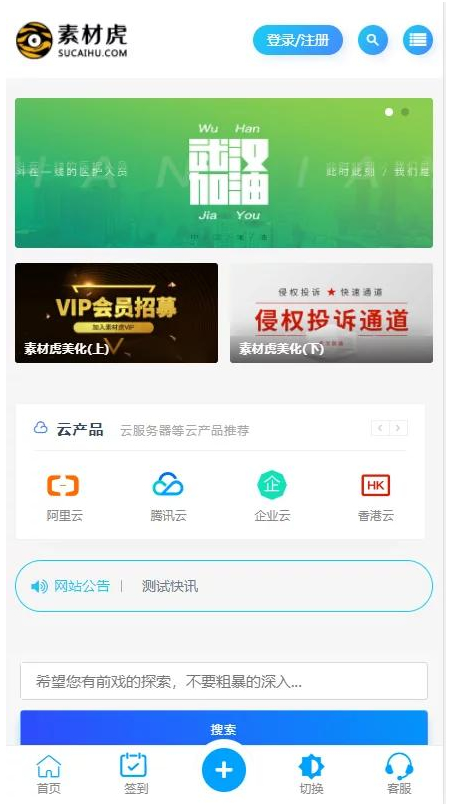 素材虎
SUCAIHU.COM
登录/注册
Wu Han
武汉
加油
Jia You
斗在一线的医护人员
此时此刻 / 我们是
VIP会员招募
加入素材虎VIP
素材虎美化(上)
侵权投诉 ★ 快速通道
侵权投诉通道
素材虎美化(下)
云产品
云服务器等云产品推荐
阿里云
腾讯云
企
企业云
HK
香港云
网站公告
测试快讯
希望您有前戏的探索，不要粗暴的深入...
搜索
首页
签到
切换
客服